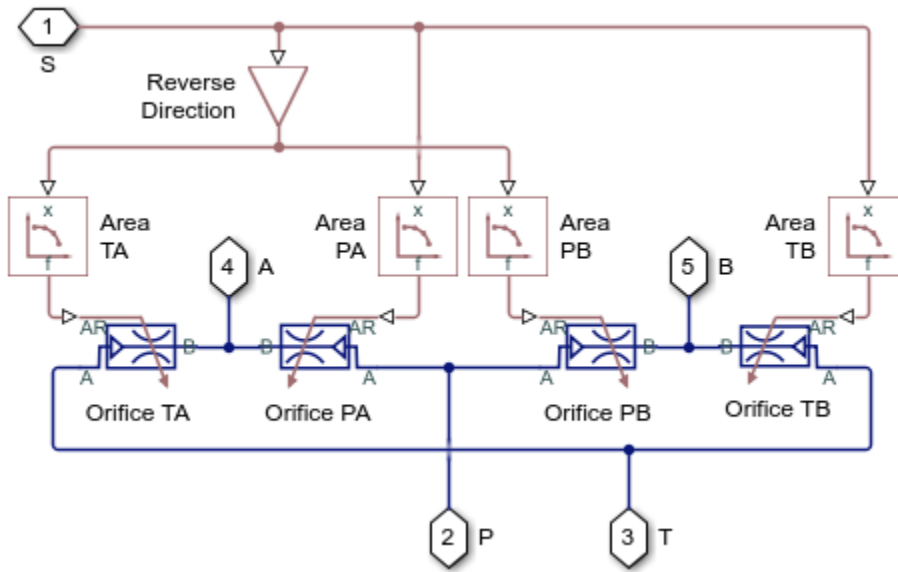 1
S
Reverse
Direction
x
Area
TA
f
Area
PA
x
f
x
Area
PB
f
Area
TB
x
f
4 A
5 B
AR
A
B
Orifice TA
B
AR
A
Orifice PA
AR
A
B
Orifice PB
B
AR
A
Orifice TB
2 P
3 T